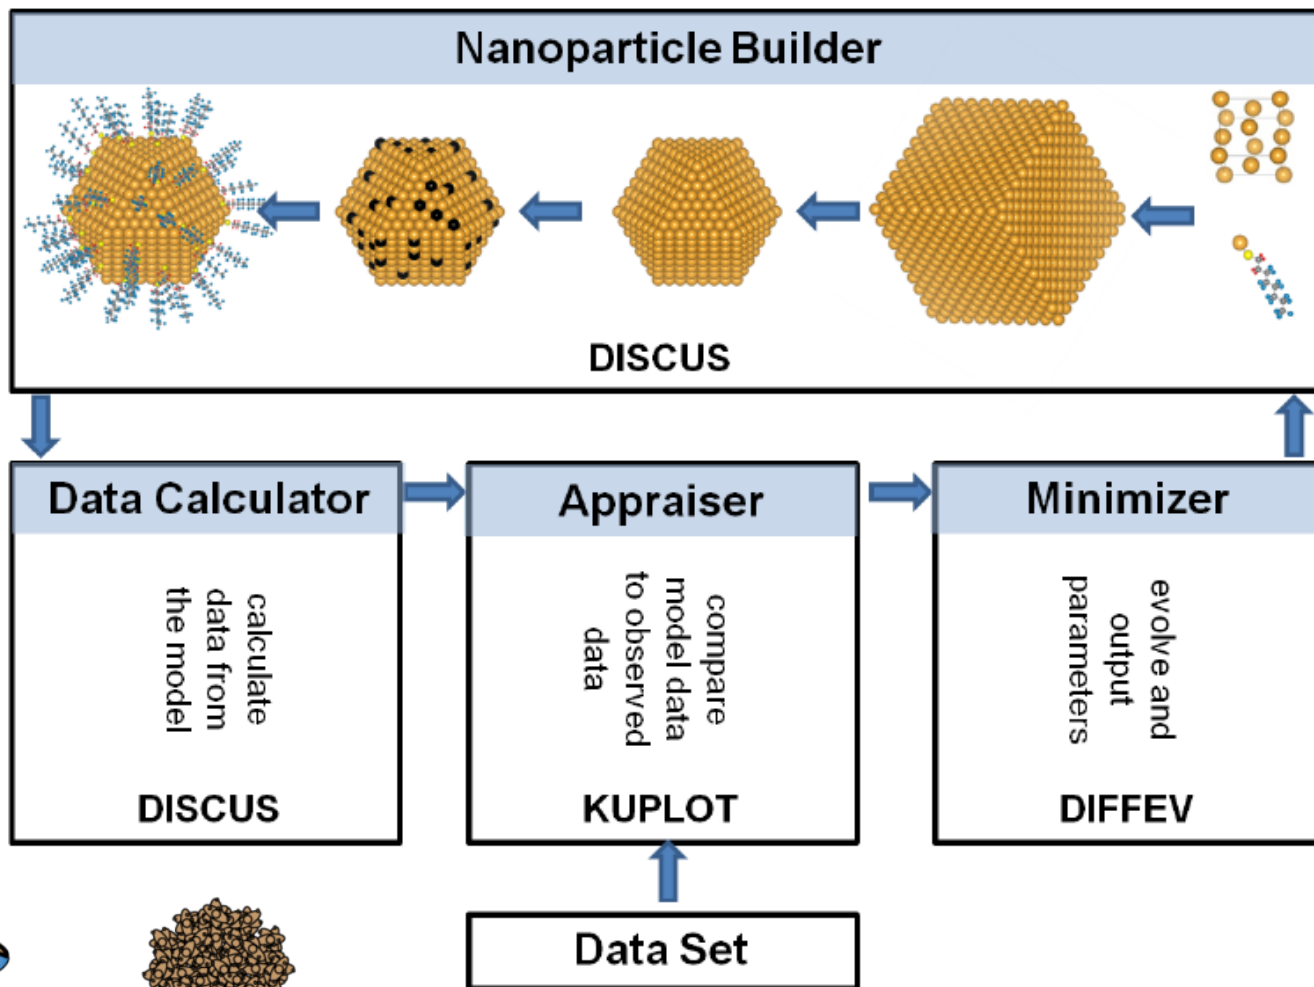 Nanoparticle Builder
DISCUS
Data Calculator
calculate
data from
the model
DISCUS
Appraiser
compare
model data
to observed
data
KUPLOT
Minimizer
evolve and
output
parameters
DIFFEV
Data Set